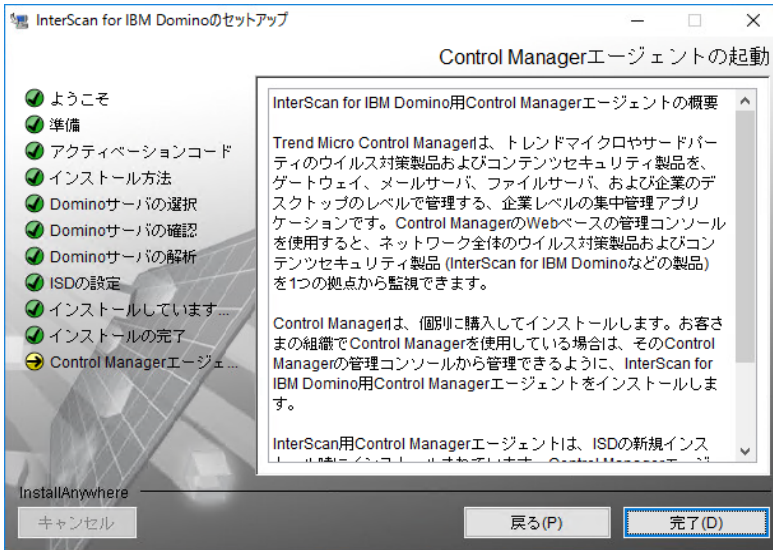 InterScan for IBM Dominoのセットアップ
Control Managerエージェントの起動
ようこそ
準備
アクティベーションコード
インストール方法
Dominoサーバの選択
Dominoサーバの確認
Dominoサーバの解析
ISDの設定
インストールしています...
インストールの完了
Control Managerエージェ...
InterScan for IBM Domino用Control Managerエージェントの概要
Trend Micro Control Managerは、トレンドマイクロやサードパー
ティのウイルス対策製品およびコンテンツセキュリティ製品を、
ゲートウェイ、メールサーバ、ファイルサーバ、および企業のデ
スクトップのレベルで管理する、企業レベルの集中管理アプリ
ケーションです。Control ManagerのWebベースの管理コンソール
を使用すると、ネットワーク全体のウイルス対策製品およびコン
テンツセキュリティ製品 (InterScan for IBM Dominoなどの製品)
を1つの拠点から監視できます。
Control Managerは、個別に購入してインストールします。お客さ
まの組織でControl Managerを使用している場合は、そのControl
Managerの管理コンソールから管理できるように、InterScan for
IBM Domino用Control Managerエージェントをインストールしま
す。
InterScan用Control Managerエージェントは、ISDの新規インス
InstallAnywhere
キャンセル
戻る(P)
完了(D)